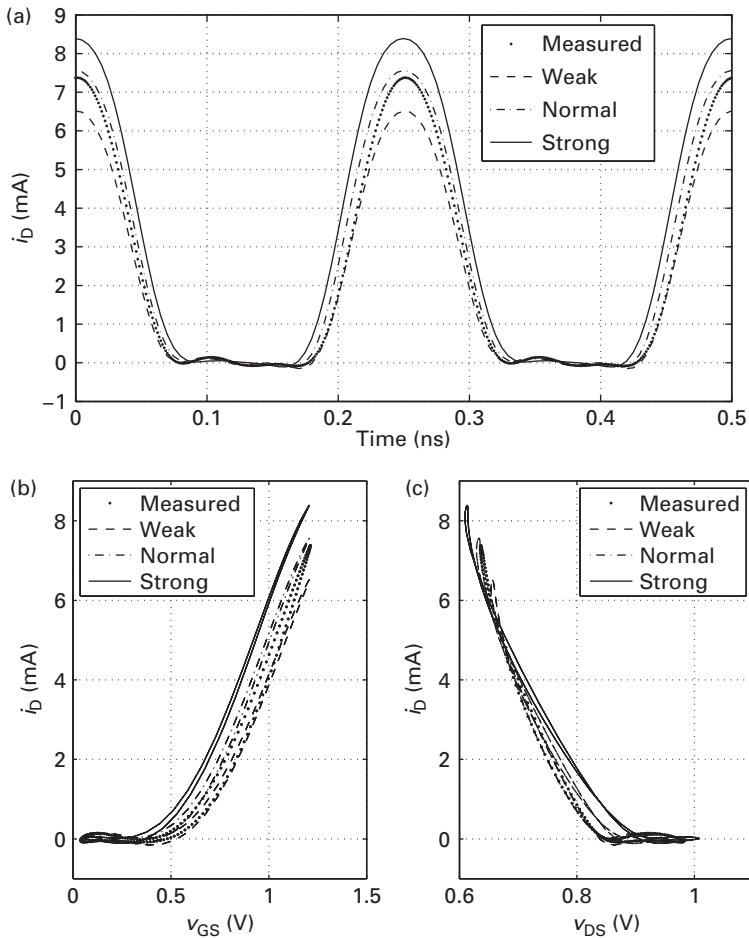 (a)
9
8
7
6
5
4
3
2
1
0
−1
i_D (mA)
Measured
Weak
Normal
Strong
0 0.1 0.2 0.3 0.4 0.5
Time (ns)
(b)
8
6
4
2
0
i_D (mA)
Measured
Weak
Normal
Strong
0 0.5 1 1.5
v_GS (V)
(c)
8
6
4
2
0
i_D (mA)
Measured
Weak
Normal
Strong
0.6 0.8 1
v_DS (V)